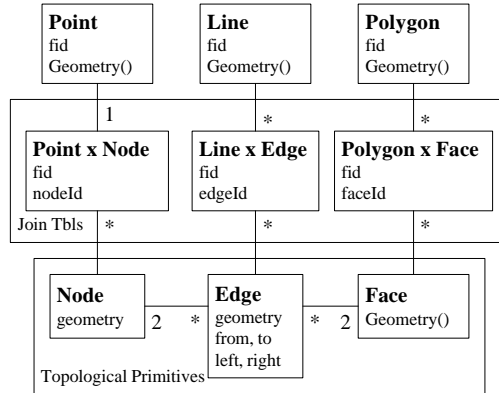 Point
fid
Geometry()
Line
fid
Geometry()
Polygon
fid
Geometry()
1
*
*
Point x Node
fid
nodeId
Line x Edge
fid
edgeId
Polygon x Face
fid
faceId
Join Tbls
*
*
*
Node
geometry
2
*
Edge
geometry
from, to
left, right
*
2
Face
Geometry()
Topological Primitives